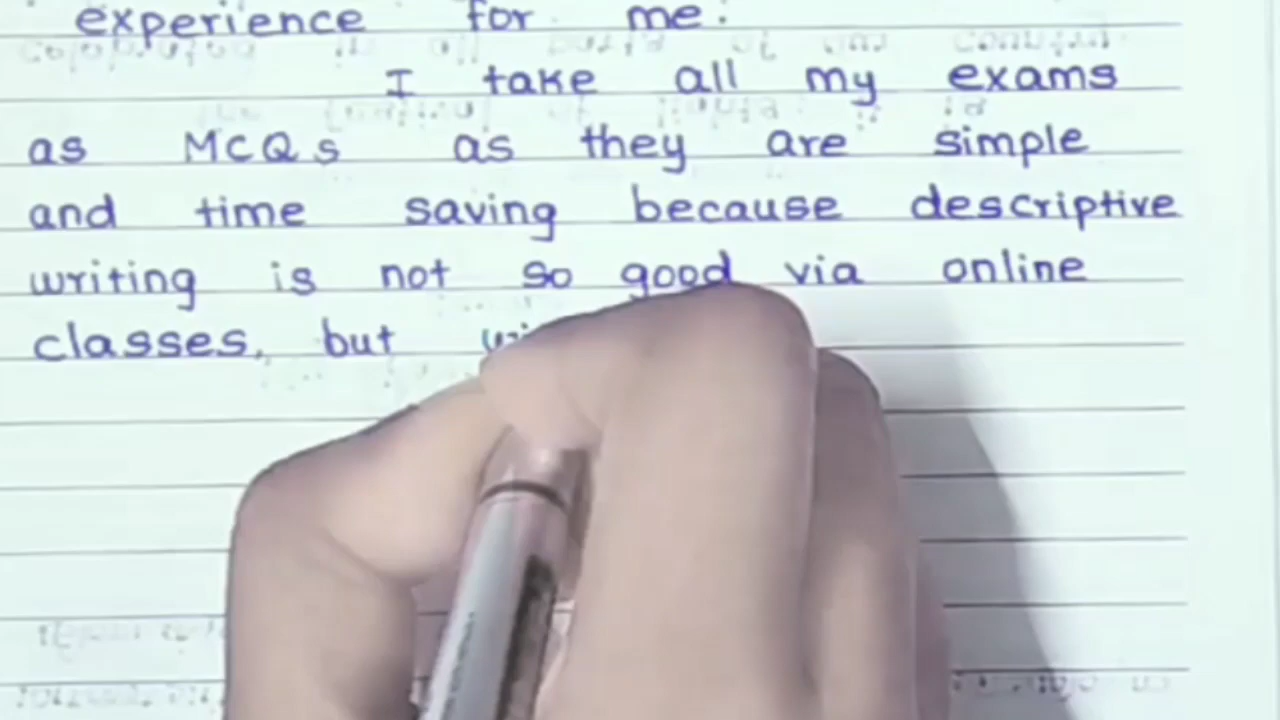 experience for me.
I take all my exams
as MCQs as they are simple
and time saving because descriptive
writing is not so good via online
classes, but